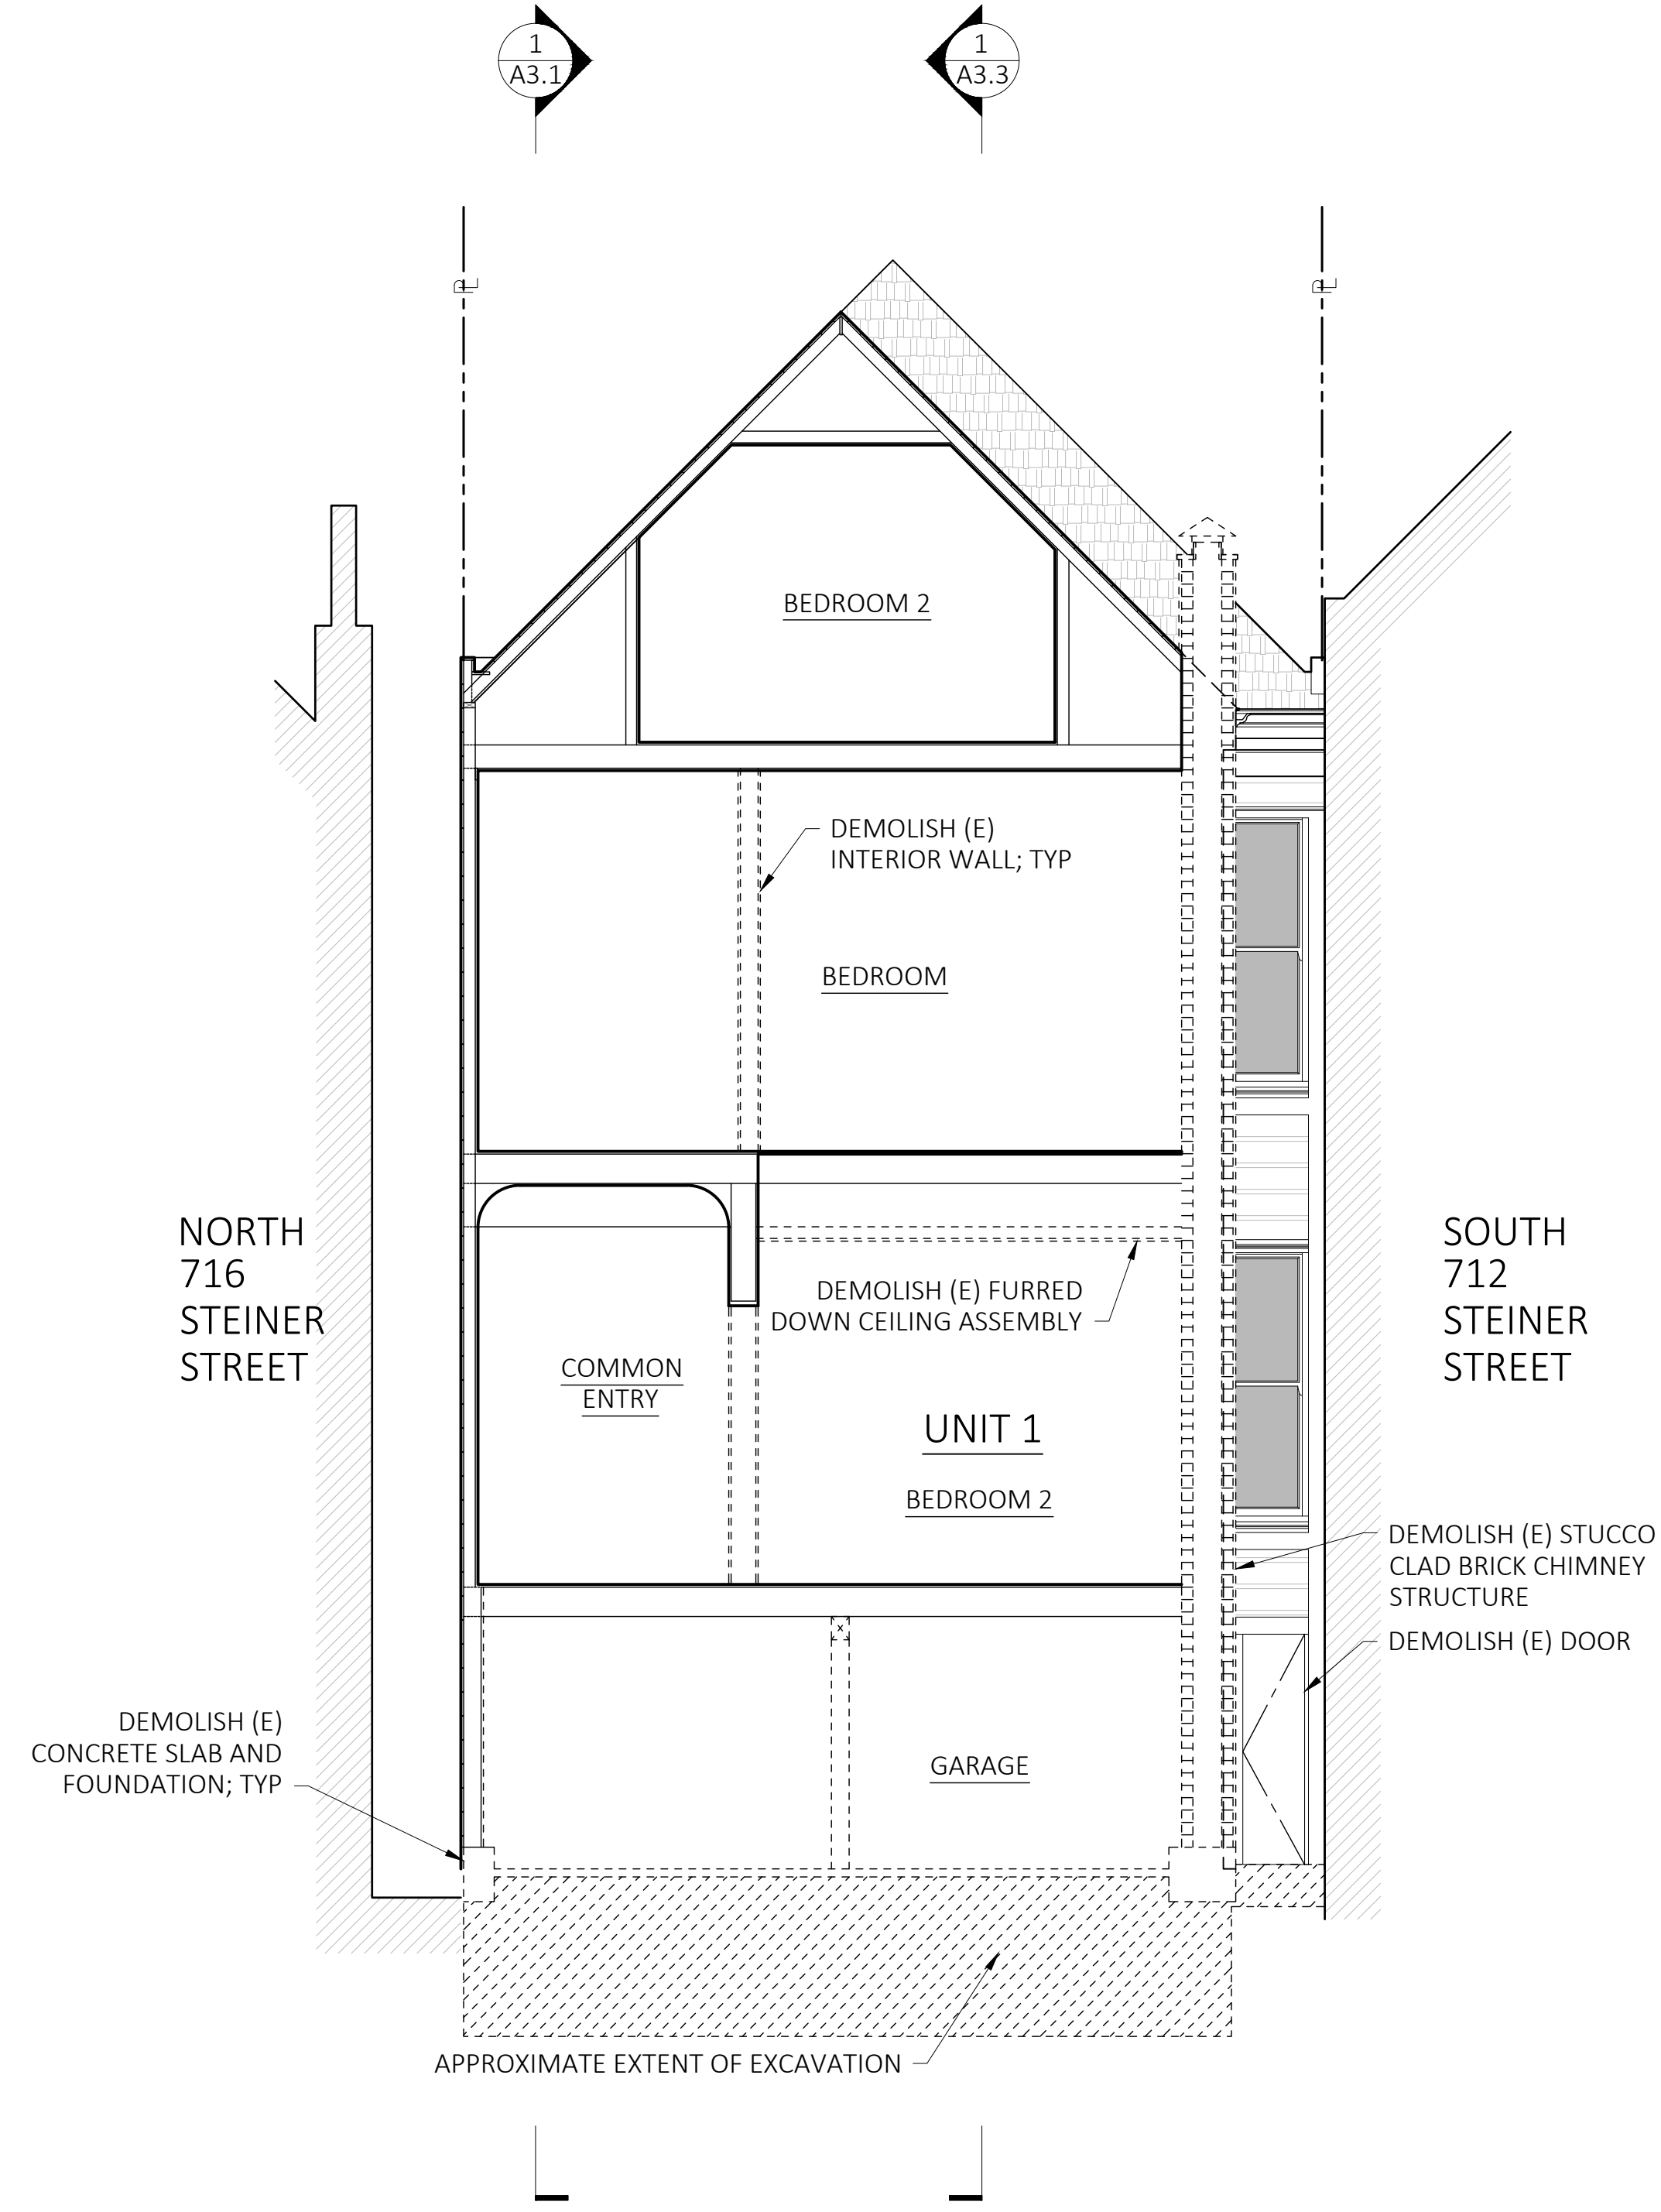 1
A3.1
1
A3.3
PL
PL
BEDROOM 2
DEMOLISH (E)
INTERIOR WALL; TYP
BEDROOM
NORTH
716
STEINER
STREET
SOUTH
712
STEINER
STREET
DEMOLISH (E) FURRED
DOWN CEILING ASSEMBLY
COMMON
ENTRY
UNIT 1
BEDROOM 2
DEMOLISH (E) STUCCO
CLAD BRICK CHIMNEY
STRUCTURE
DEMOLISH (E) DOOR
DEMOLISH (E)
CONCRETE SLAB AND
FOUNDATION; TYP
GARAGE
APPROXIMATE EXTENT OF EXCAVATION